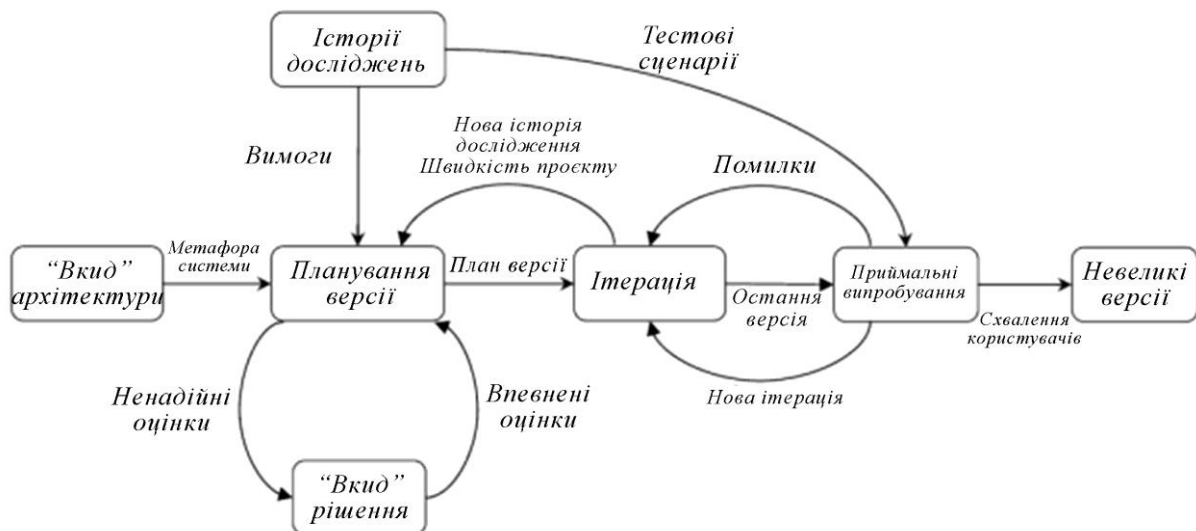 Історії
досліджень
Тестові
сценарії
Вимоги
Нова історія
дослідження
Швидкість проєкту
Помилки
“Вкид”
архітектури
Метафора
системи
Планування
версії
План версії
Ітерація
Остання
версія
Приймальні
випробування
Схвалення
користувачів
Невеликі
версії
Ненадійні
оцінки
Впевнені
оцінки
Нова ітерація
“Вкид”
рішення